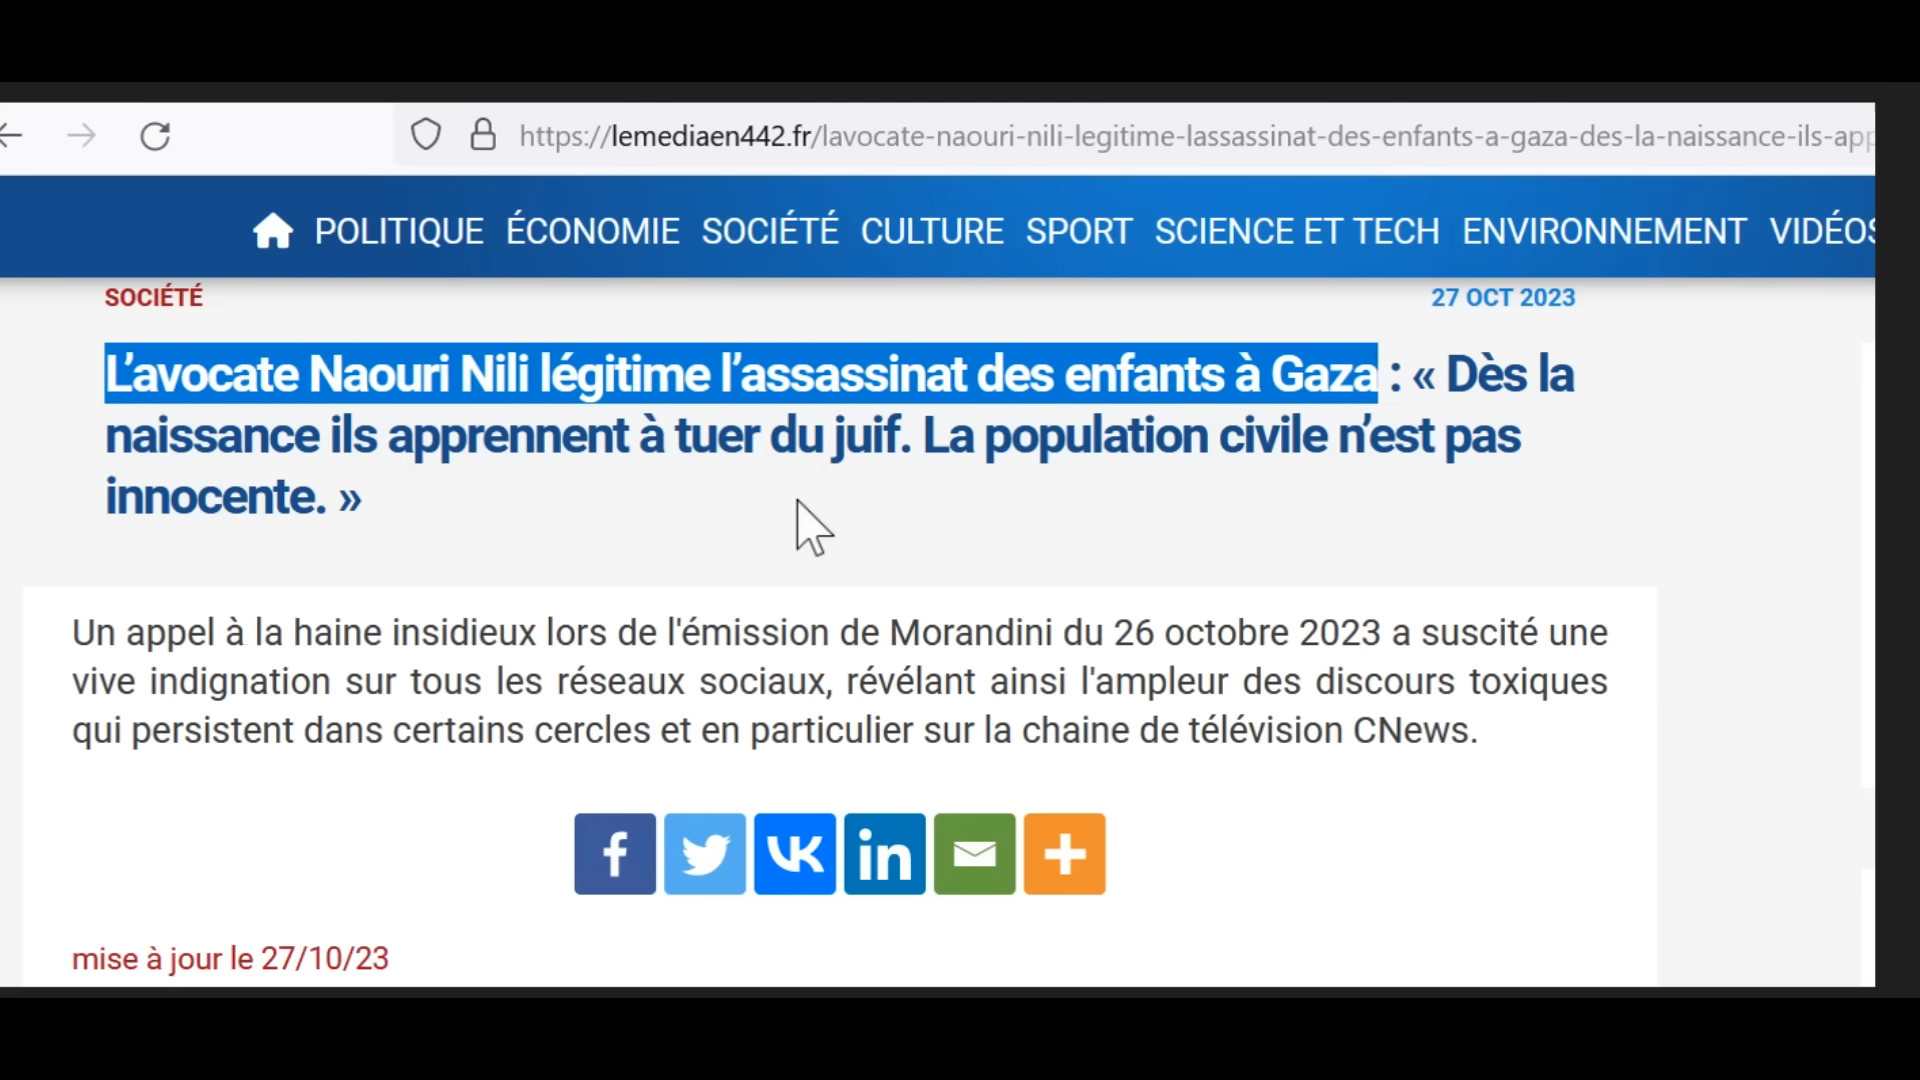 https://lemediaen442.fr/lavocate-naouri-nili-legitime-lassassinat-des-enfants-a-gaza-des-la-naissance-ils-app
POLITIQUE ÉCONOMIE SOCIÉTÉ CULTURE SPORT SCIENCE ET TECH ENVIRONNEMENT VIDÉOS
SOCIÉTÉ 27 OCT 2023
L’avocate Naouri Nili légitime l’assassinat des enfants à Gaza : « Dès la
naissance ils apprennent à tuer du juif. La population civile n’est pas
innocente. »
Un appel à la haine insidieux lors de l'émission de Morandini du 26 octobre 2023 a suscité une
vive indignation sur tous les réseaux sociaux, révélant ainsi l'ampleur des discours toxiques
qui persistent dans certains cercles et en particulier sur la chaine de télévision CNews.
mise à jour le 27/10/23